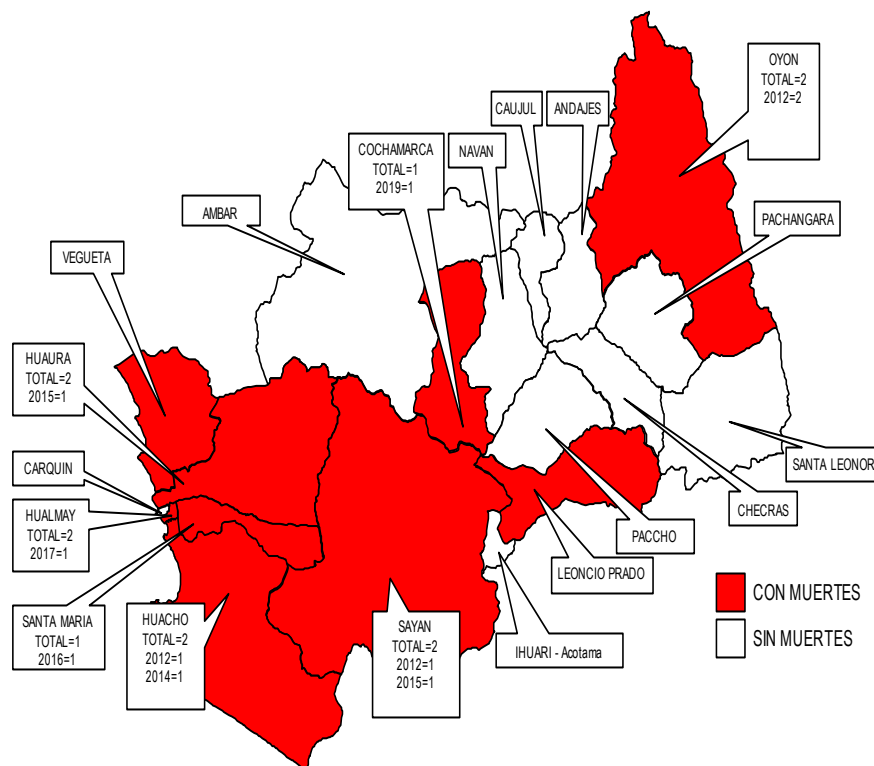 OYON
TOTAL=2
2012=2
CAUJUL
ANDAJES
COCHAMARCA
TOTAL=1
2019=1
NAVAN
AMBAR
PACHANGARA
VEGUETA
HUAURA
TOTAL=2
2015=1
CARQUIN
HUALMAY
TOTAL=2
2017=1
SANTA MARIA
TOTAL=1
2016=1
HUACHO
TOTAL=2
2012=1
2014=1
SAYAN
TOTAL=2
2012=1
2015=1
IHUARI - Acotama
LEONCIO PRADO
PACCHO
CHECRAS
SANTA LEONOR
CON MUERTES
SIN MUERTES